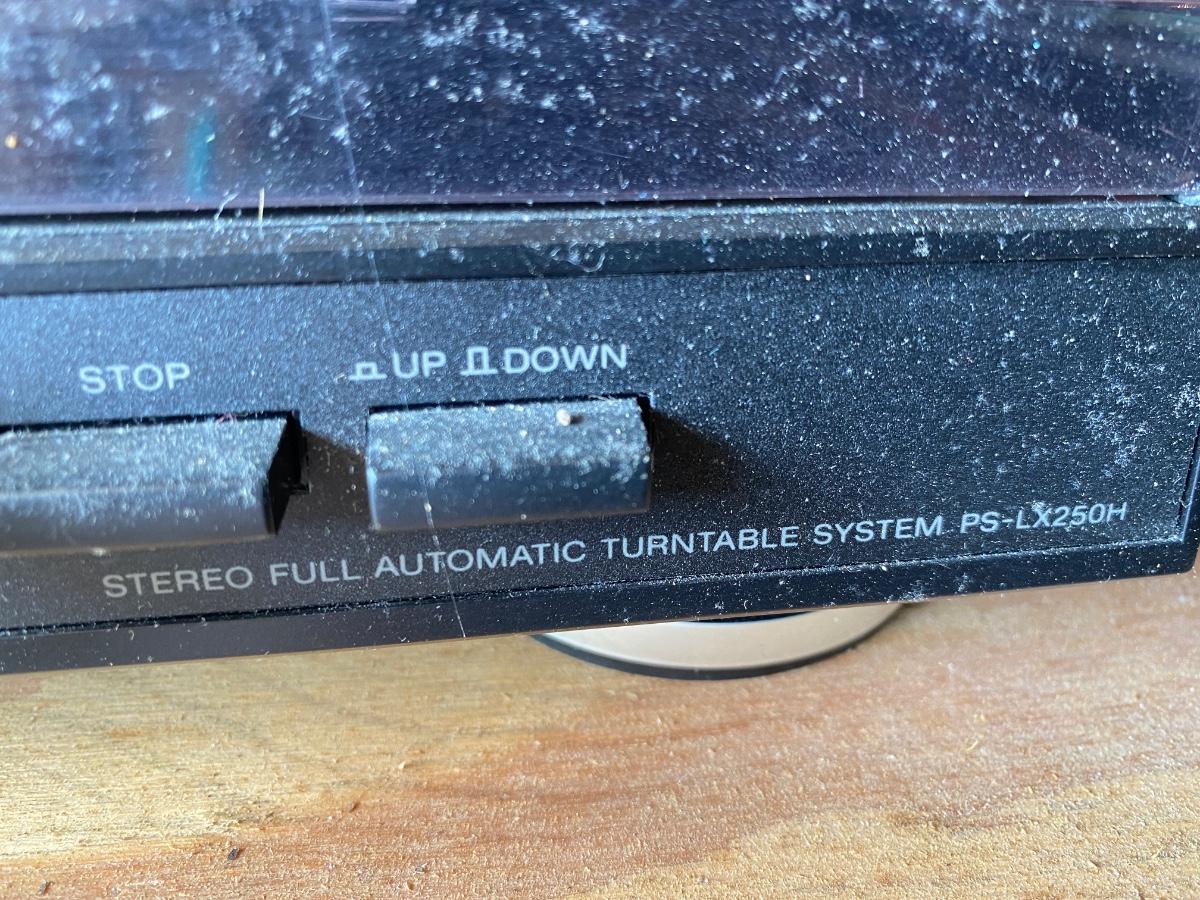 STOP
UP DOWN
STEREO FULL AUTOMATIC TURNTABLE SYSTEM PS-LX250H